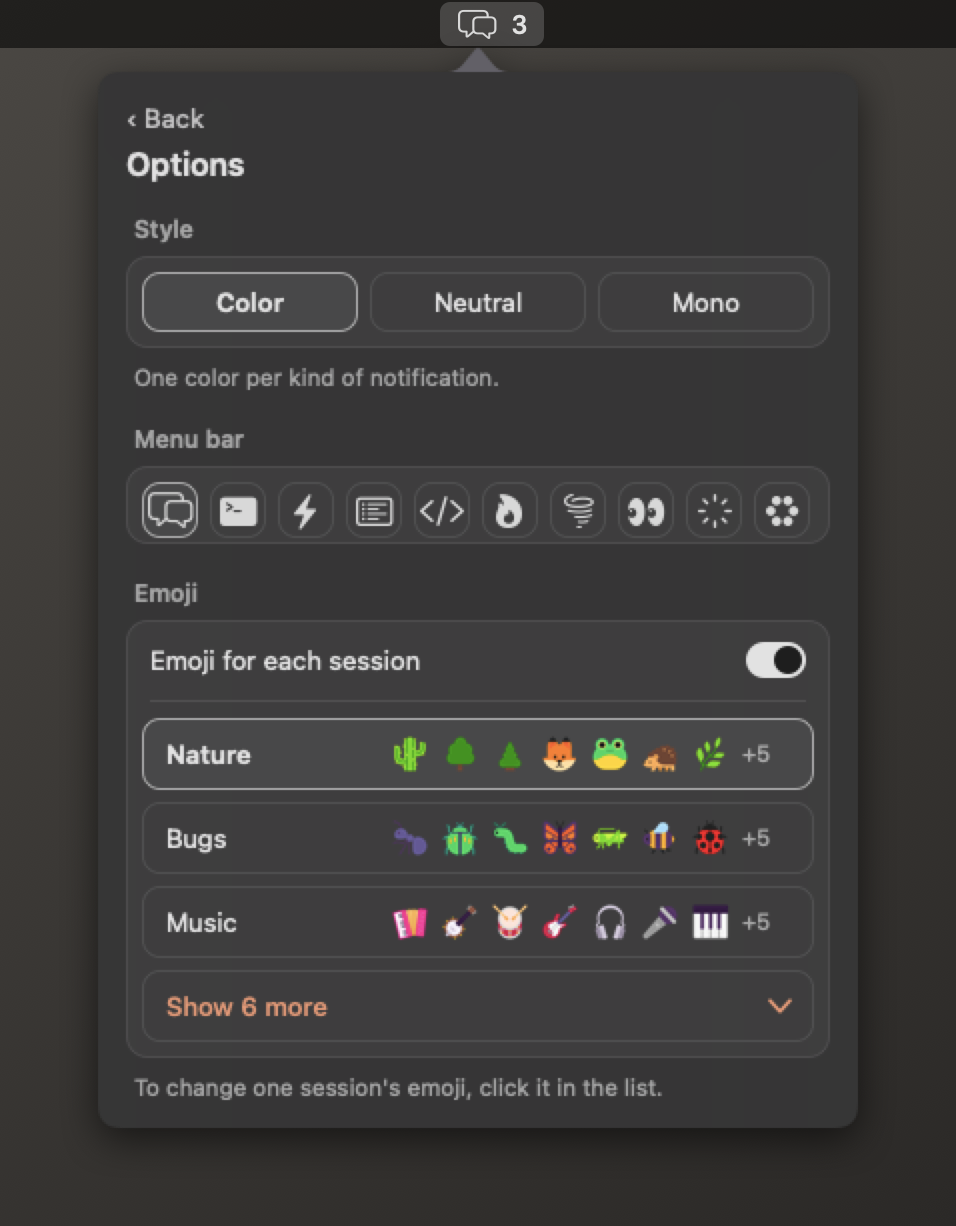 3
‹ Back
Options
Style
Color Neutral Mono
One color per kind of notification.
Menu bar
Emoji
Emoji for each session
Nature +5
Bugs +5
Music +5
Show 6 more
To change one session's emoji, click it in the list.